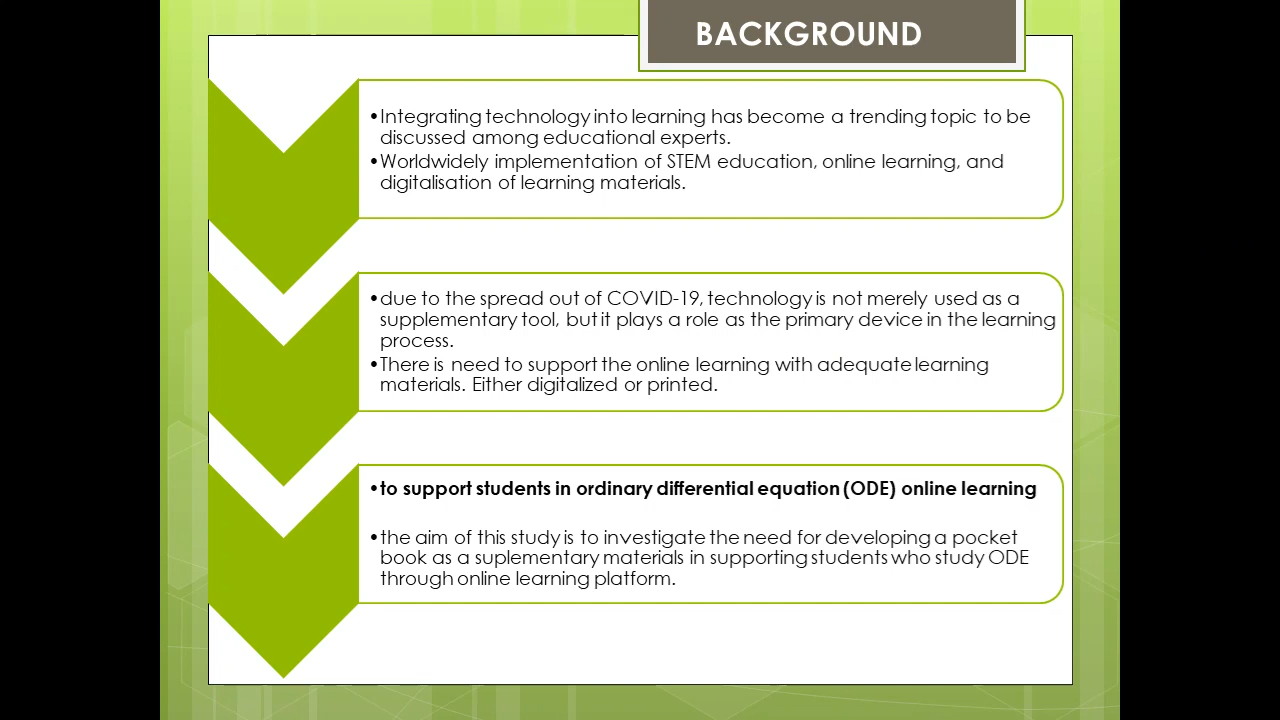 BACKGROUND
•Integrating technology into learning has become a trending topic to be
discussed among educational experts.
•Worldwidely implementation of STEM education, online learning, and
digitalisation of learning materials.
•due to the spread out of COVID-19, technology is not merely used as a
supplementary tool, but it plays a role as the primary device in the learning
process.
•There is need to support the online learning with adequate learning
materials. Either digitalized or printed.
•to support students in ordinary differential equation (ODE) online learning
•the aim of this study is to investigate the need for developing a pocket
book as a suplementary materials in supporting students who study ODE
through online learning platform.